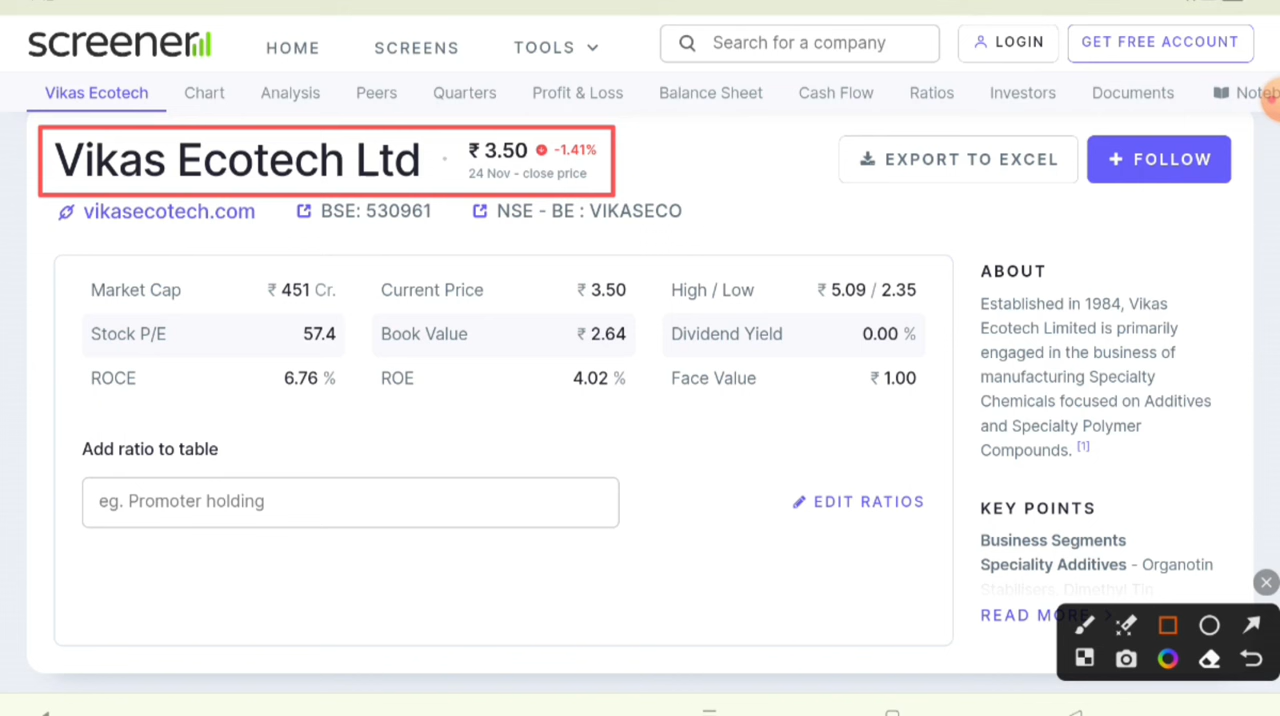 screener
HOME SCREENS TOOLS
Search for a company
LOGIN
GET FREE ACCOUNT
Vikas Ecotech Chart Analysis Peers Quarters Profit & Loss Balance Sheet Cash Flow Ratios Investors Documents
Vikas Ecotech Ltd ₹ 3.50 -1.41%
24 Nov - close price
EXPORT TO EXCEL
+ FOLLOW
vikasecotech.com BSE: 530961 NSE - BE : VIKASECO
Market Cap ₹ 451 Cr.
Current Price ₹ 3.50
High / Low ₹ 5.09 / 2.35
Stock P/E 57.4
Book Value ₹ 2.64
Dividend Yield 0.00 %
ROCE 6.76 %
ROE 4.02 %
Face Value ₹ 1.00
Add ratio to table
eg. Promoter holding
EDIT RATIOS
ABOUT
Established in 1984, Vikas
Ecotech Limited is primarily
engaged in the business of
manufacturing Specialty
Chemicals focused on Additives
and Specialty Polymer
Compounds. [1]
KEY POINTS
Business Segments
Speciality Additives - Organotin
Stabilisers, Dimethyl Tin
READ MORE